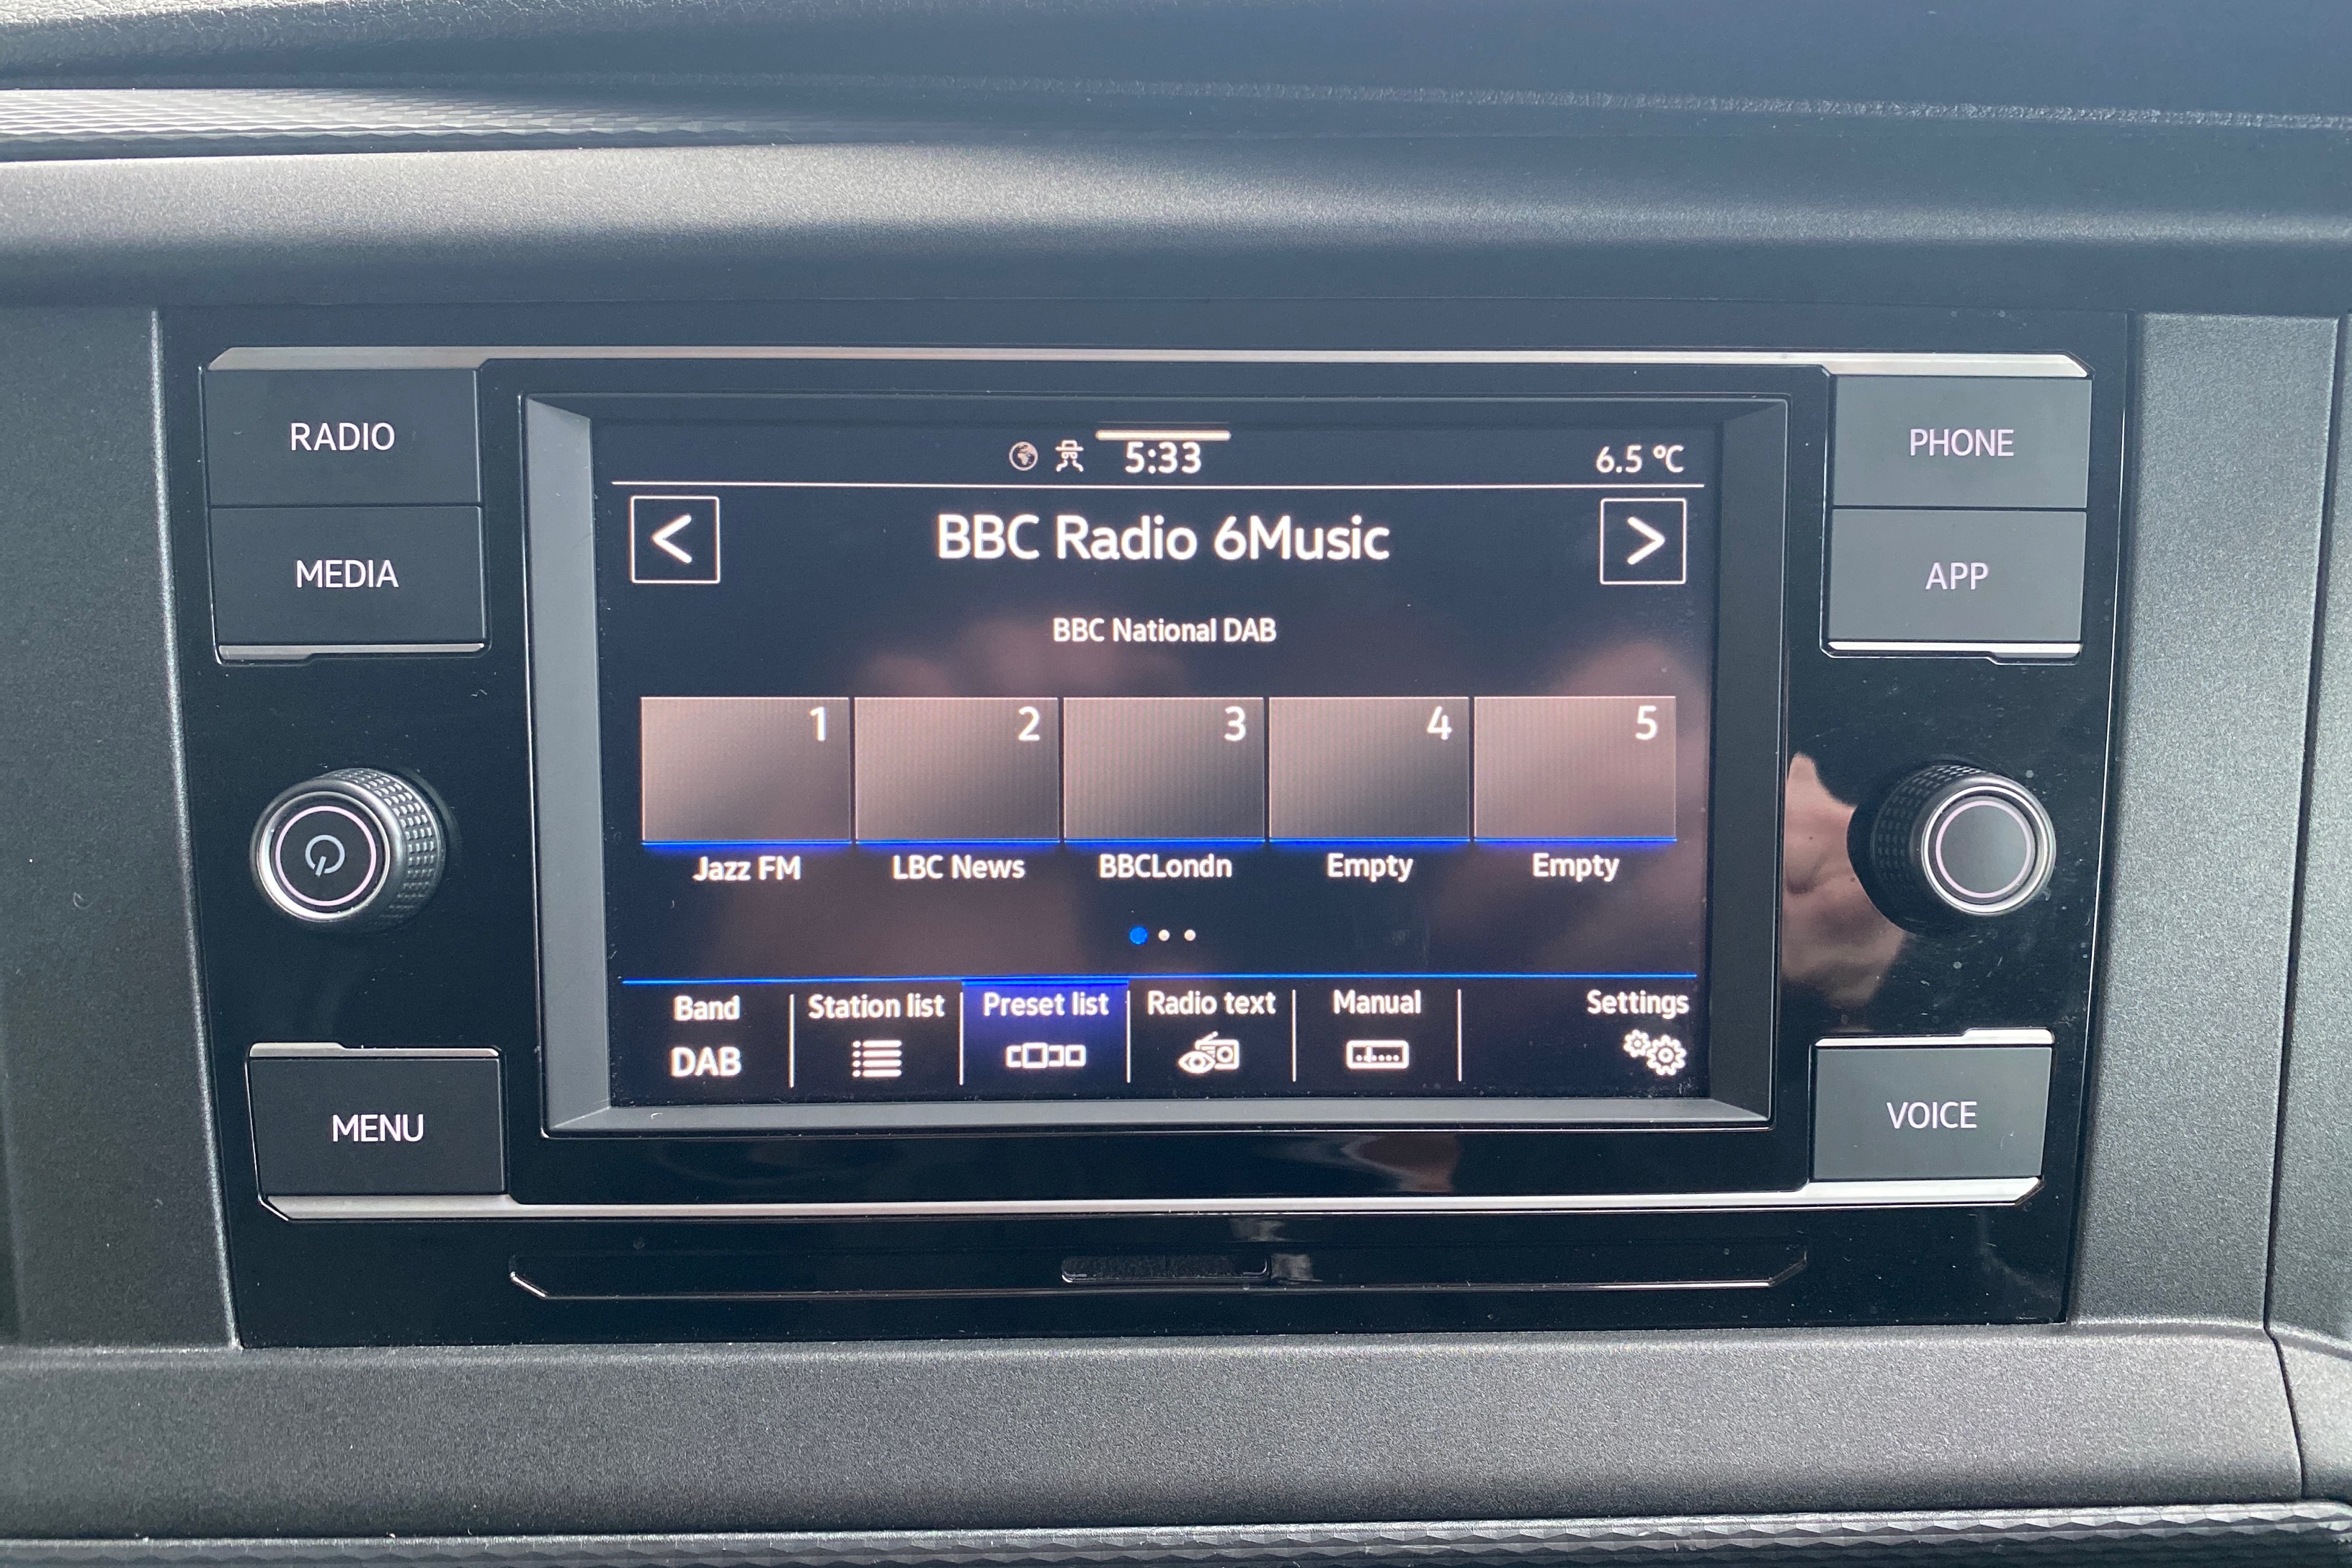 RADIO
MEDIA
MENU
5:33
6.5 °C
BBC Radio 6Music
BBC National DAB
1 2 3 4 5
Jazz FM LBC News BBCLondn Empty Empty
Band Station list Preset list Radio text Manual Settings
DAB
PHONE
APP
VOICE